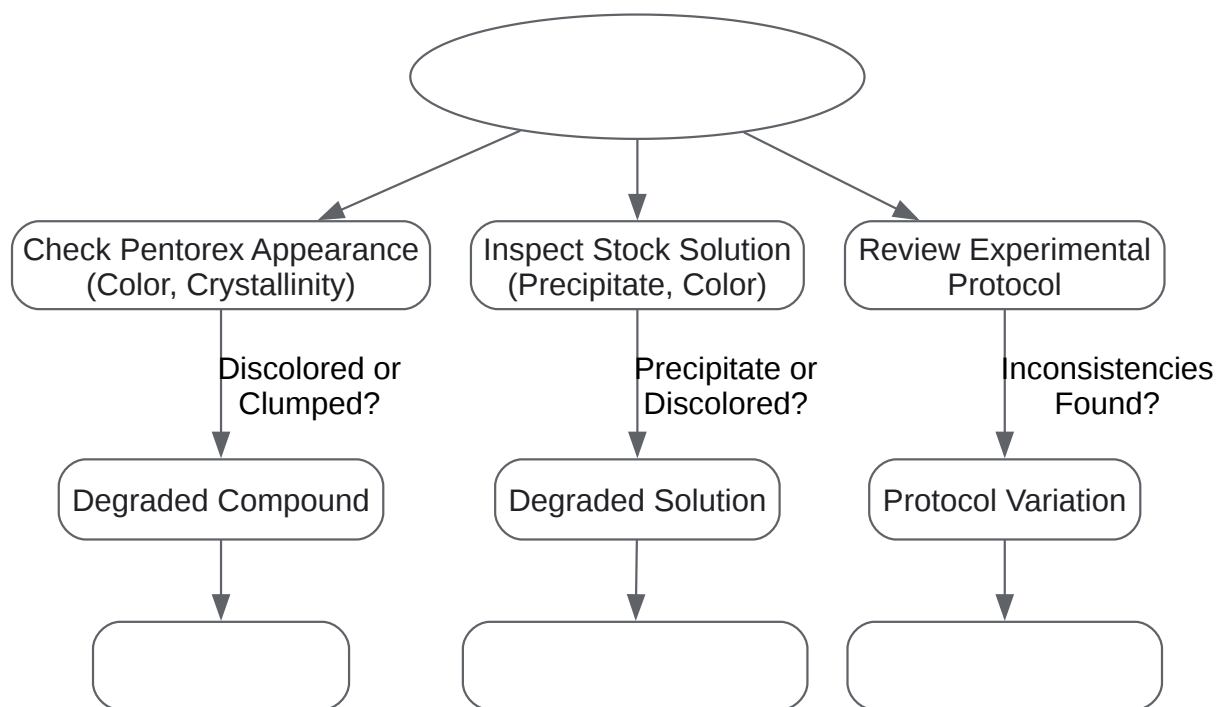 Check Pentorex Appearance
(Color, Crystallinity)
Inspect Stock Solution
(Precipitate, Color)
Review Experimental
Protocol
Discolored or
Clumped?
Precipitate or
Discolored?
Inconsistencies
Found?
Degraded Compound
Degraded Solution
Protocol Variation